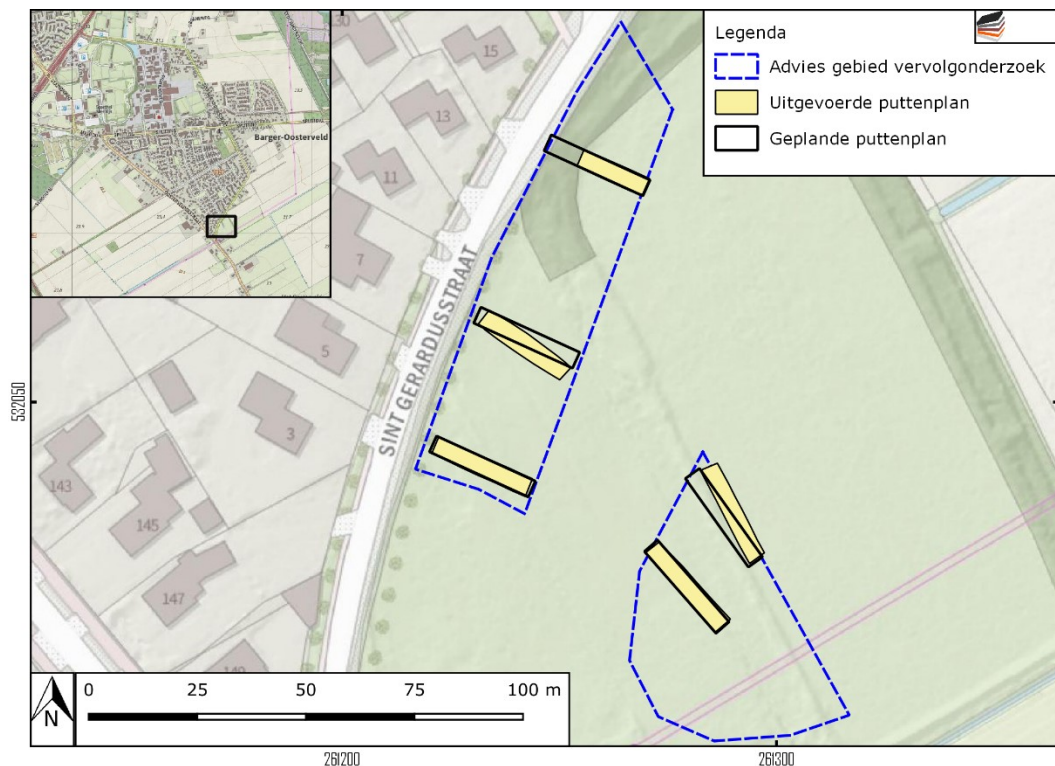 Legenda
Advies gebied vervolgonderzoek
Uitgevoerde puttenplan
Geplande puttenplan
Barger-Oosterveld
15
13
11
7
5
3
143
145
147
149
SINT GERARDUSSTRAAT
532050
0 25 50 75 100 m
N
261200 261300